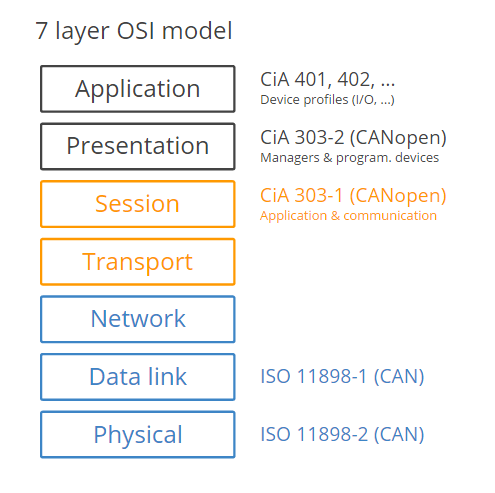 7 layer OSI model
Application
CiA 401, 402, ...
Device profiles (I/O, ...)
Presentation
CiA 303-2 (CANopen)
Managers & program. devices
Session
CiA 303-1 (CANopen)
Application & communication
Transport
Network
Data link
ISO 11898-1 (CAN)
Physical
ISO 11898-2 (CAN)